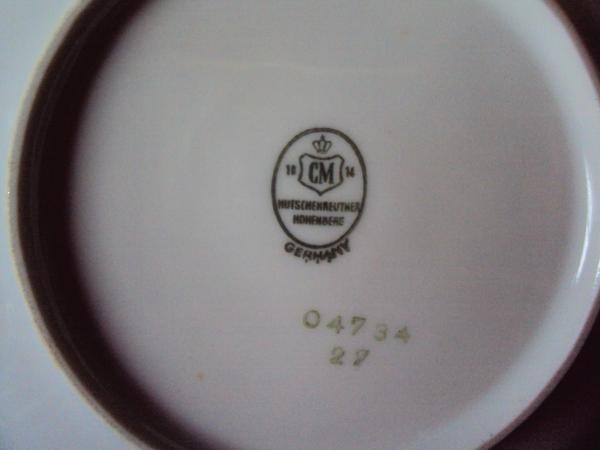 18 CM 14
HUTSCHENREUTHER
HOHENBERG
GERMANY
04734
27